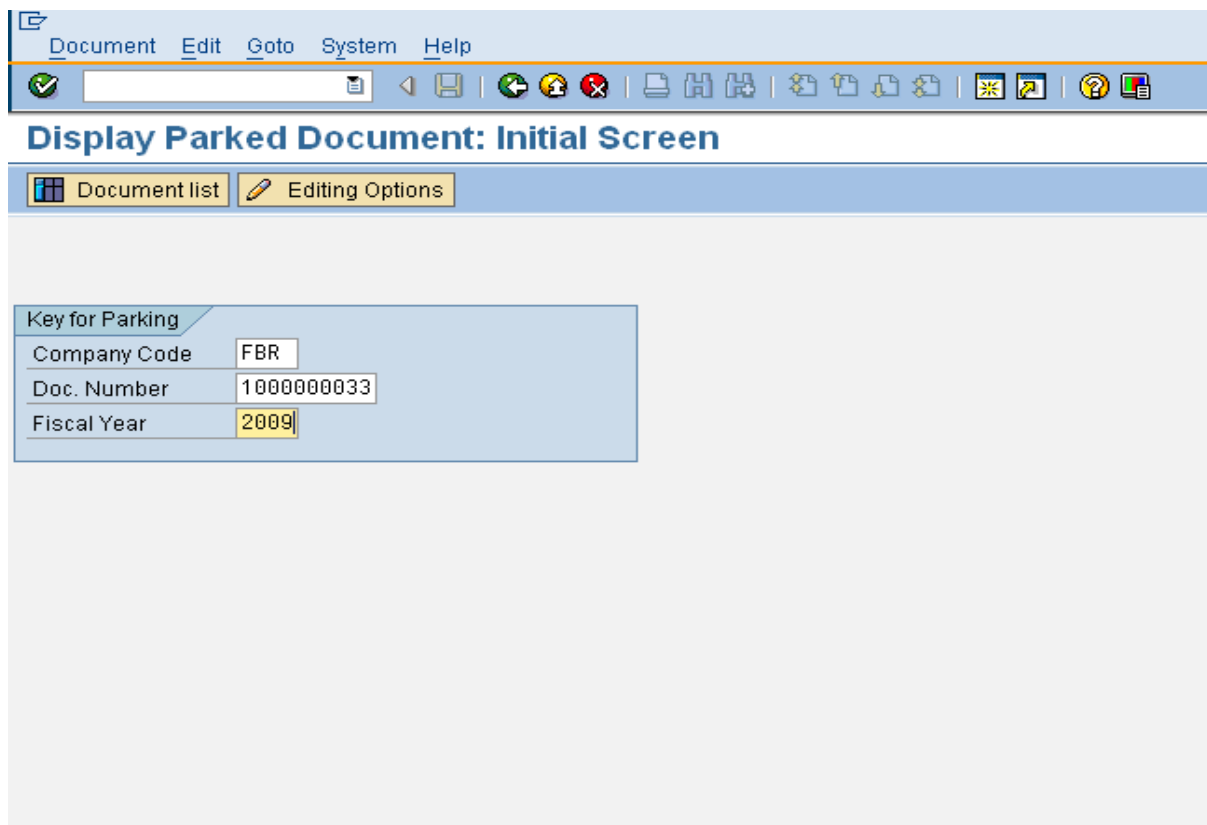 Document Edit Goto System Help
Display Parked Document: Initial Screen
Document list Editing Options
Key for Parking
Company Code FBR
Doc. Number 1000000033
Fiscal Year 2009